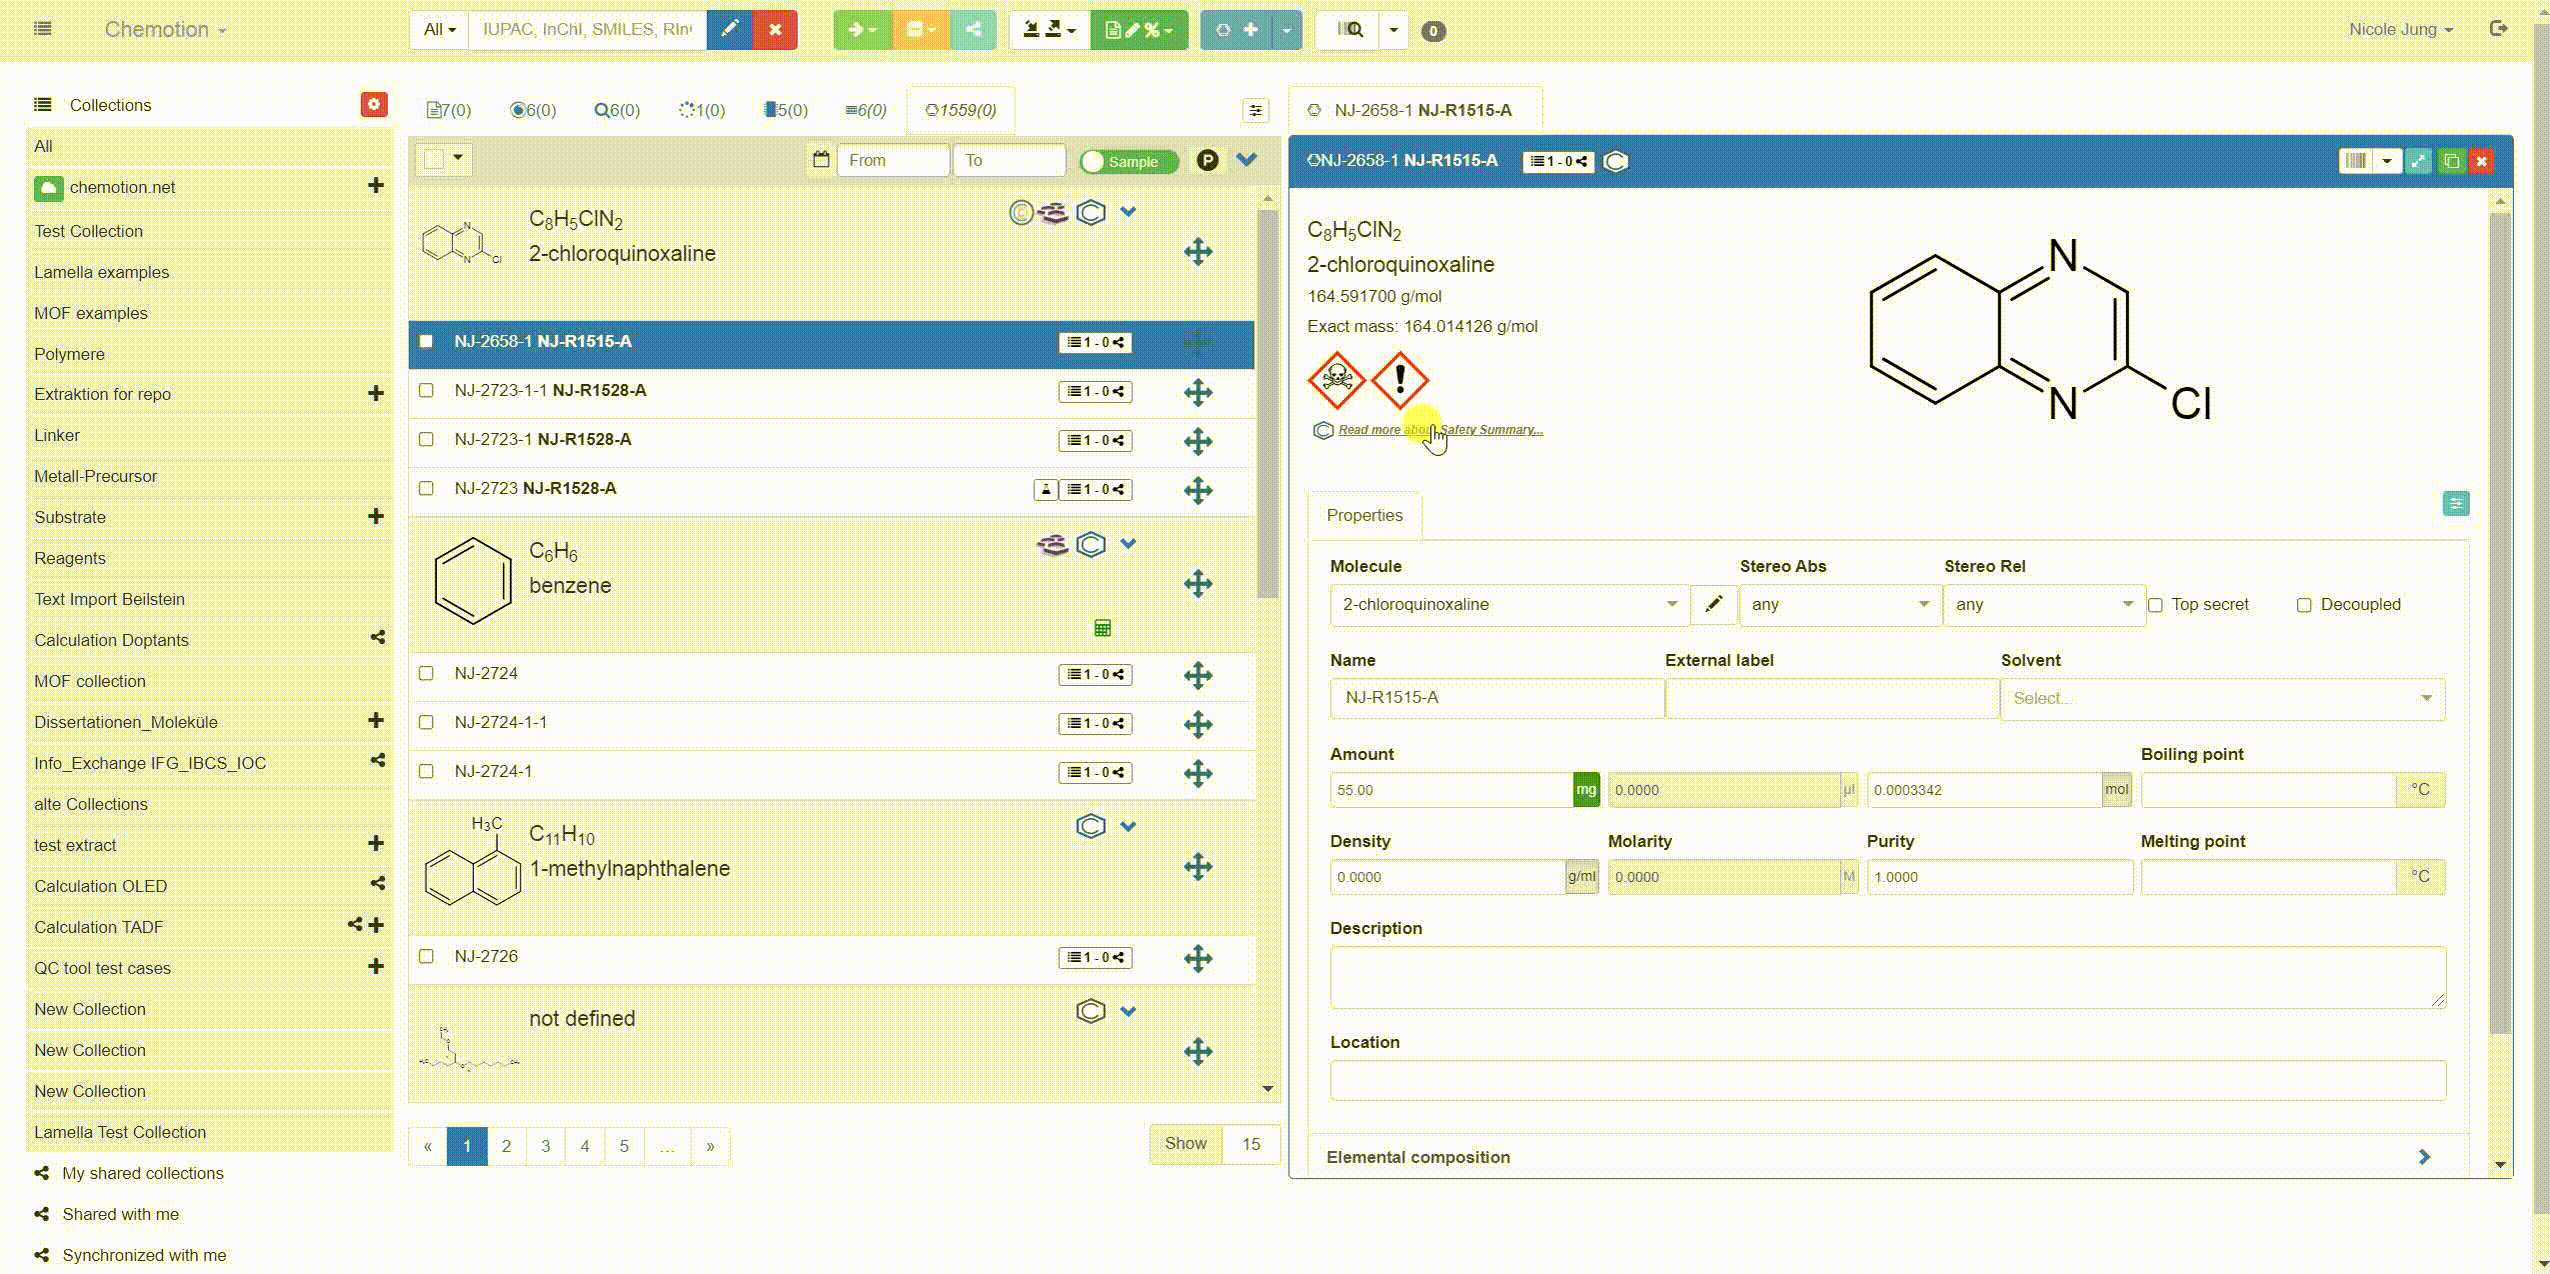 Chemotion
All
IUPAC, InChI, SMILES, RIn
0
Nicole Jung
Collections
All
chemotion.net
Test Collection
Lamella examples
MOF examples
Polymere
Extraktion for repo
Linker
Metall-Precursor
Substrate
Reagents
Text Import Beilstein
Calculation Doptants
MOF collection
Dissertationen_Moleküle
Info_Exchange IFG_IBCS_IOC
alte Collections
test extract
Calculation OLED
Calculation TADF
QC tool test cases
New Collection
New Collection
New Collection
Lamella Test Collection
My shared collections
Shared with me
Synchronized with me
7(0) 6(0) 6(0) 1(0) 5(0) 6(0) 1559(0)
From To Sample P
C8H5ClN2
2-chloroquinoxaline
N
N
Cl
NJ-2658-1 NJ-R1515-A 1 - 0
NJ-2723-1-1 NJ-R1528-A 1 - 0
NJ-2723-1 NJ-R1528-A 1 - 0
NJ-2723 NJ-R1528-A 1 - 0
C6H6
benzene
NJ-2724 1 - 0
NJ-2724-1-1 1 - 0
NJ-2724-1 1 - 0
H3C
C11H10
1-methylnaphthalene
NJ-2726 1 - 0
not defined
« 1 2 3 4 5 ... »
Show 15
NJ-2658-1 NJ-R1515-A
NJ-2658-1 NJ-R1515-A 1 - 0
C8H5ClN2
2-chloroquinoxaline
164.591700 g/mol
Exact mass: 164.014126 g/mol
Read more about Safety Summary...
N
N
Cl
Properties
Molecule Stereo Abs Stereo Rel
2-chloroquinoxaline any any Top secret Decoupled
Name External label Solvent
NJ-R1515-A Select...
Amount Boiling point
55.00 mg 0.0000 µl 0.0003342 mol °C
Density Molarity Purity Melting point
0.0000 g/ml 0.0000 M 1.0000 °C
Description
Location
Elemental composition